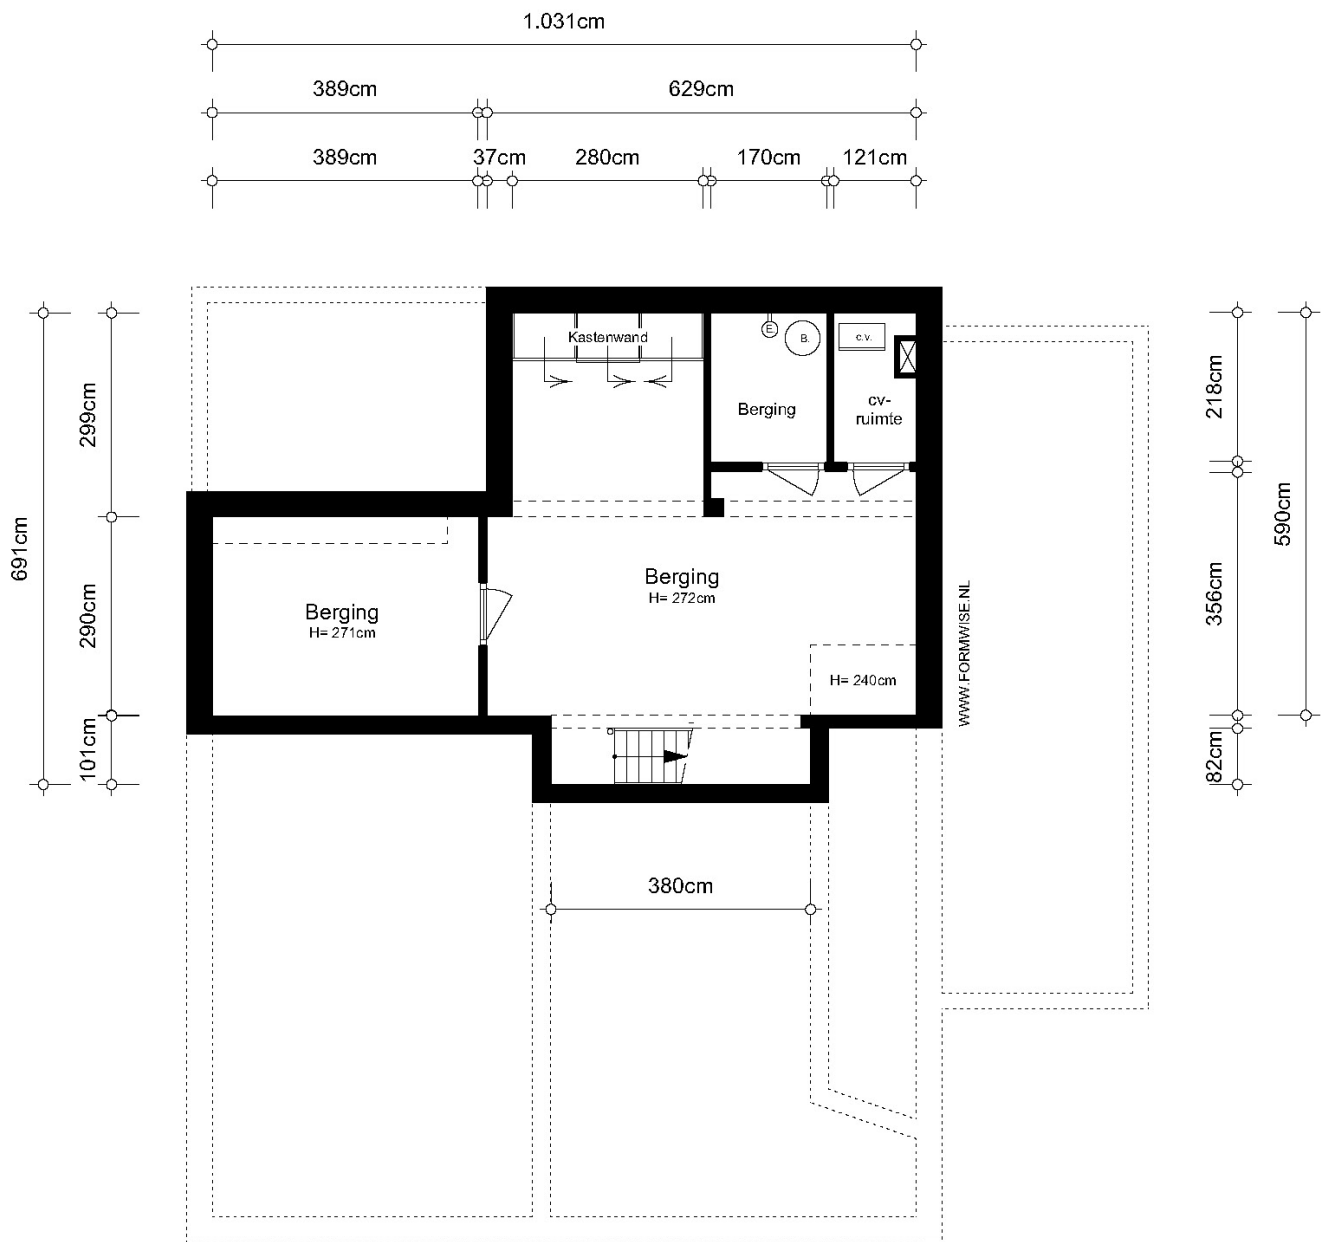 1.031cm
389cm
629cm
389cm
37cm
280cm
170cm
121cm
Kastenwand
E.
B.
c.v.
Berging
cv-
ruimte
299cm
218cm
691cm
590cm
Berging
H= 272cm
Berging
H= 271cm
290cm
356cm
H= 240cm
WWW.FORMWISE.NL
101cm
82cm
380cm